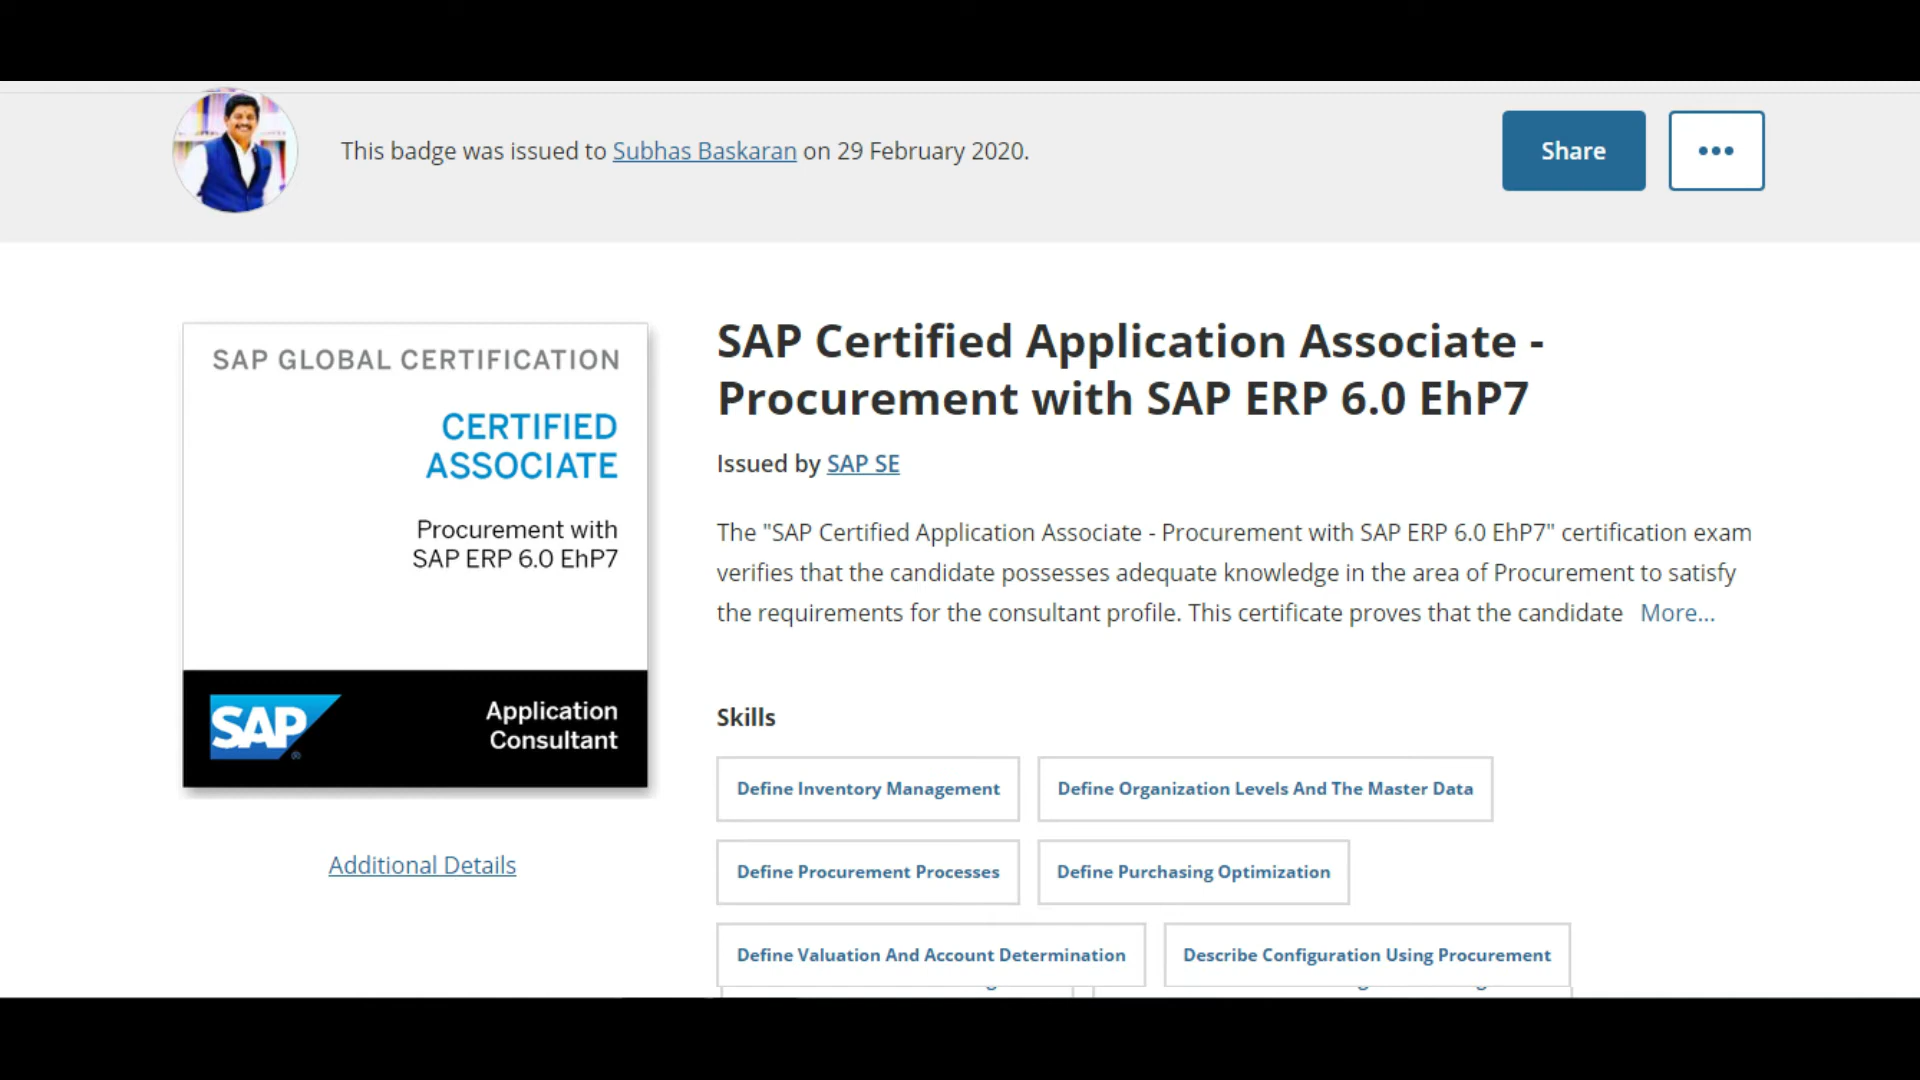 This badge was issued to Subhas Baskaran on 29 February 2020.
Share
SAP GLOBAL CERTIFICATION
CERTIFIED
ASSOCIATE
Procurement with
SAP ERP 6.0 EhP7
SAP
Application
Consultant
Additional Details
SAP Certified Application Associate -
Procurement with SAP ERP 6.0 EhP7
Issued by SAP SE
The "SAP Certified Application Associate - Procurement with SAP ERP 6.0 EhP7" certification exam
verifies that the candidate possesses adequate knowledge in the area of Procurement to satisfy
the requirements for the consultant profile. This certificate proves that the candidate More...
Skills
Define Inventory Management
Define Organization Levels And The Master Data
Define Procurement Processes
Define Purchasing Optimization
Define Valuation And Account Determination
Describe Configuration Using Procurement